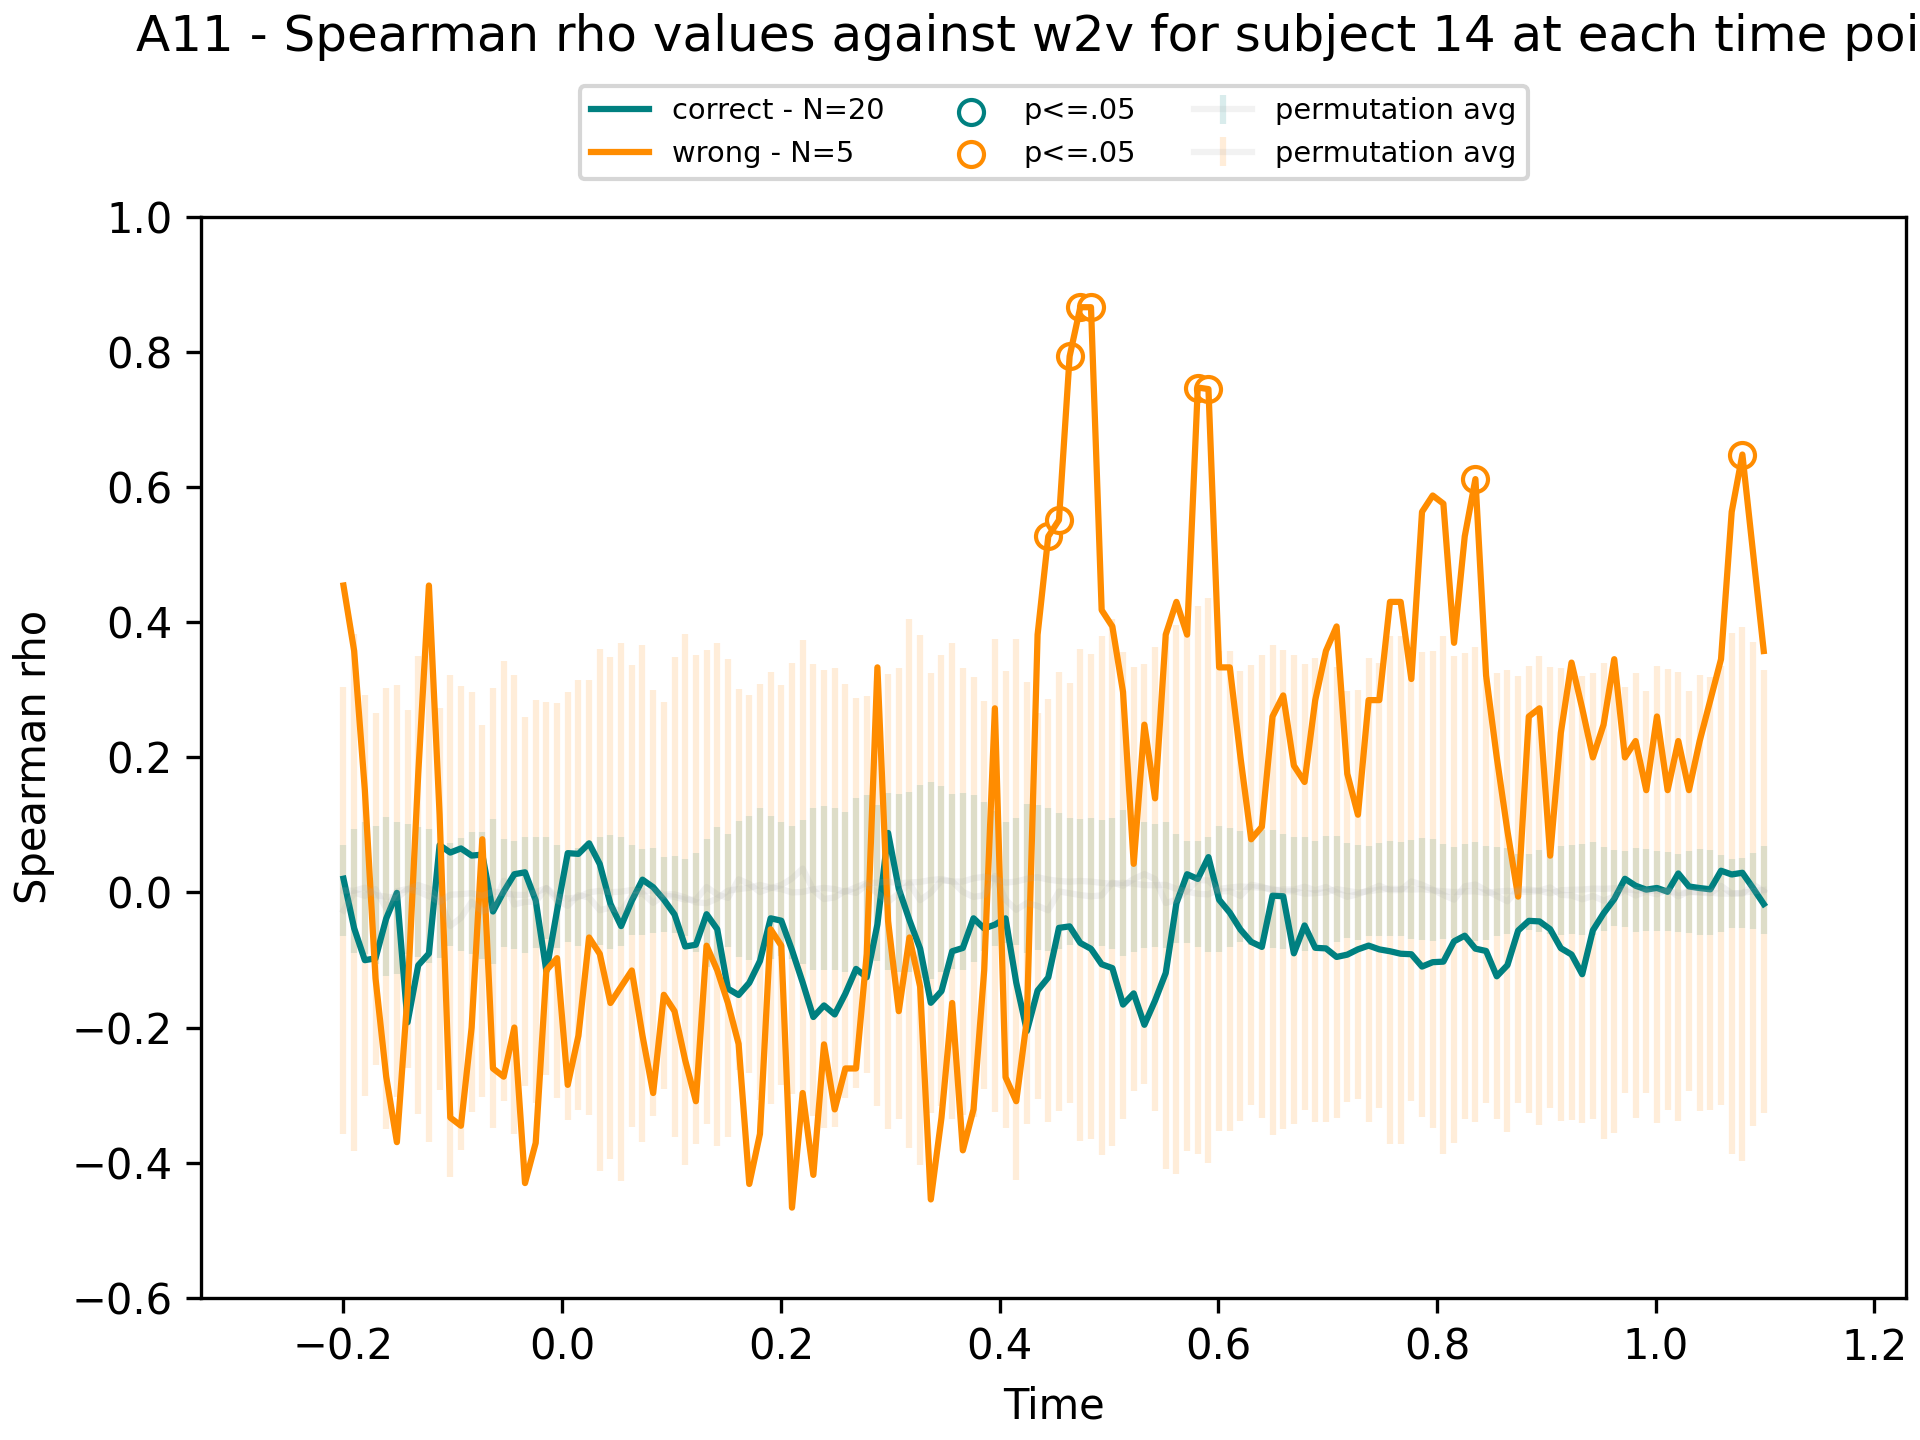 A11 - Spearman rho values against w2v for subject 14 at each time poi
correct - N=20
wrong - N=5
p<=.05
p<=.05
permutation avg
permutation avg
1.0
0.8
0.6
0.4
0.2
0.0
−0.2
−0.4
−0.6
Spearman rho
−0.2 0.0 0.2 0.4 0.6 0.8 1.0 1.2
Time